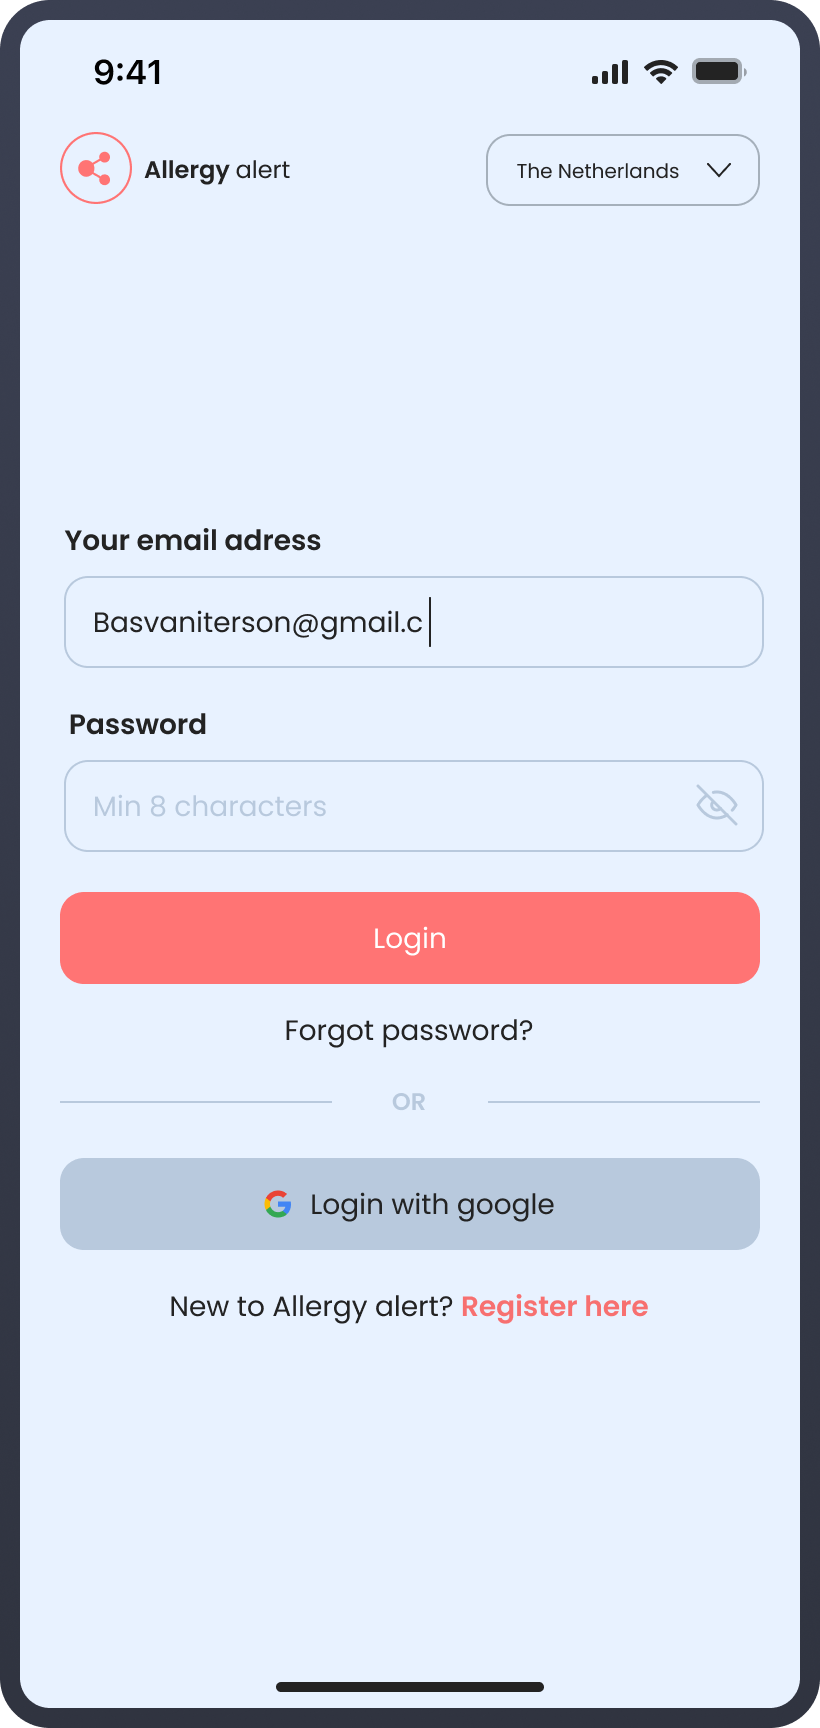 9:41
Allergy alert
The Netherlands
Your email adress
Basvaniterson@gmail.c
Password
Min 8 characters
Login
Forgot password?
OR
Login with google
New to Allergy alert? Register here